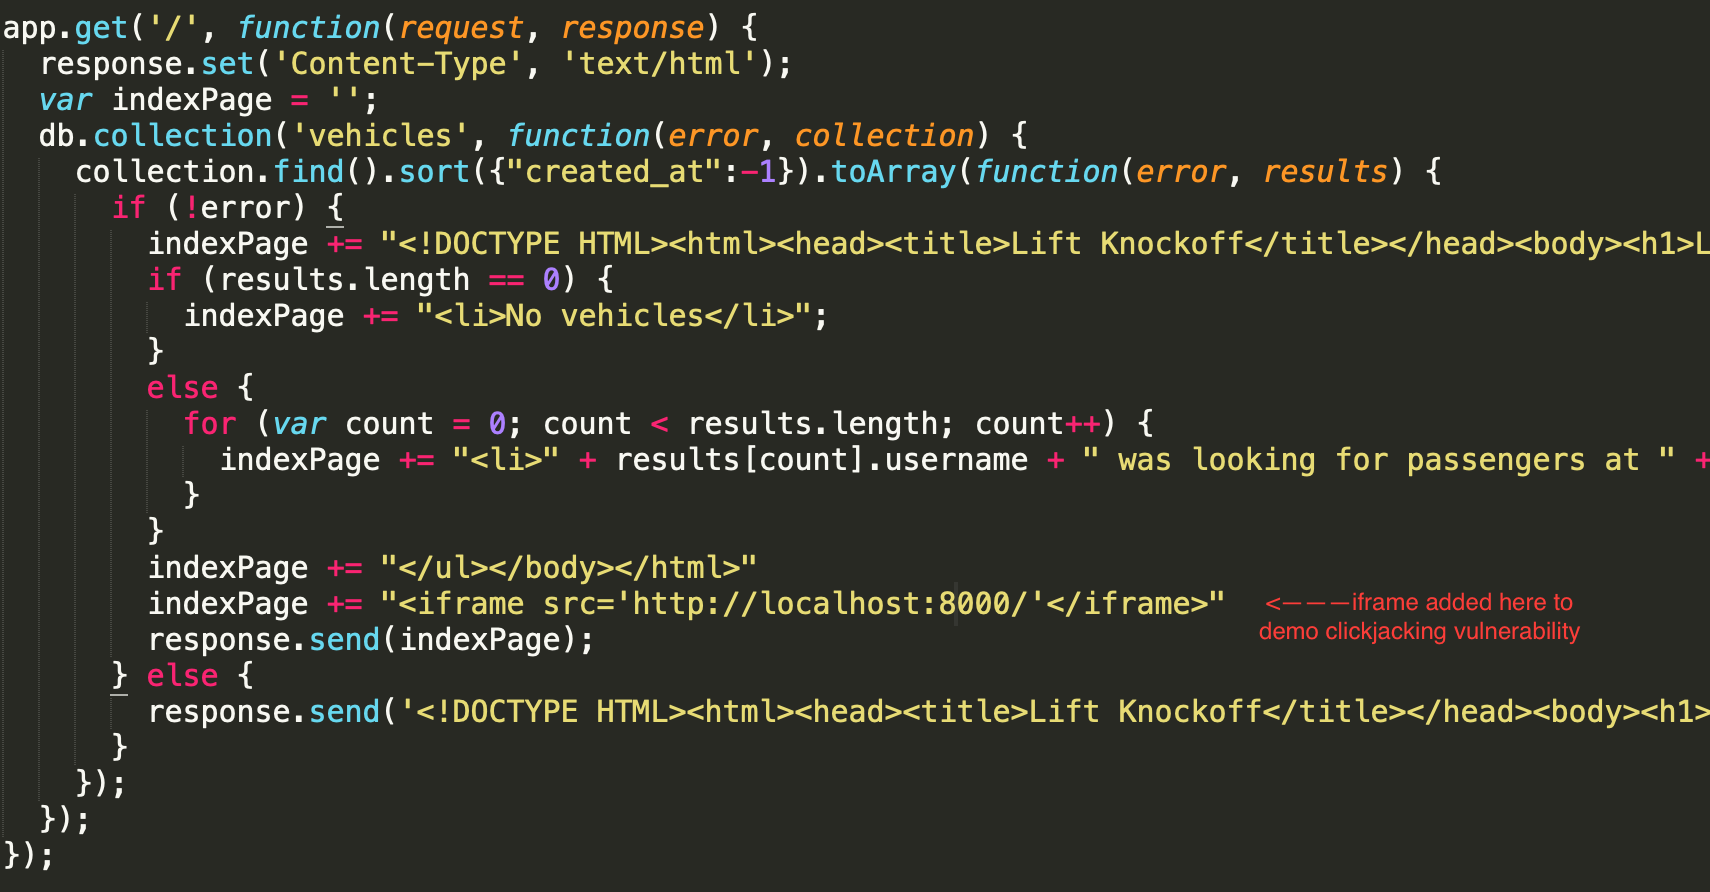 app.get('/', function(request, response) {
response.set('Content-Type', 'text/html');
var indexPage = '';
db.collection('vehicles', function(error, collection) {
collection.find().sort({"created_at":-1}).toArray(function(error, results) {
if (!error) {
indexPage += "<!DOCTYPE HTML><html><head><title>Lift Knockoff</title></head><body><h1>L
if (results.length == 0) {
indexPage += "<li>No vehicles</li>";
}
else {
for (var count = 0; count < results.length; count++) {
indexPage += "<li>" + results[count].username + " was looking for passengers at " +
}
}
indexPage += "</ul></body></html>"
indexPage += "<iframe src='http://localhost:8000/'</iframe>"
<———iframe added here to
demo clickjacking vulnerability
response.send(indexPage);
} else {
response.send('<!DOCTYPE HTML><html><head><title>Lift Knockoff</title></head><body><h1>
}
});
});
});